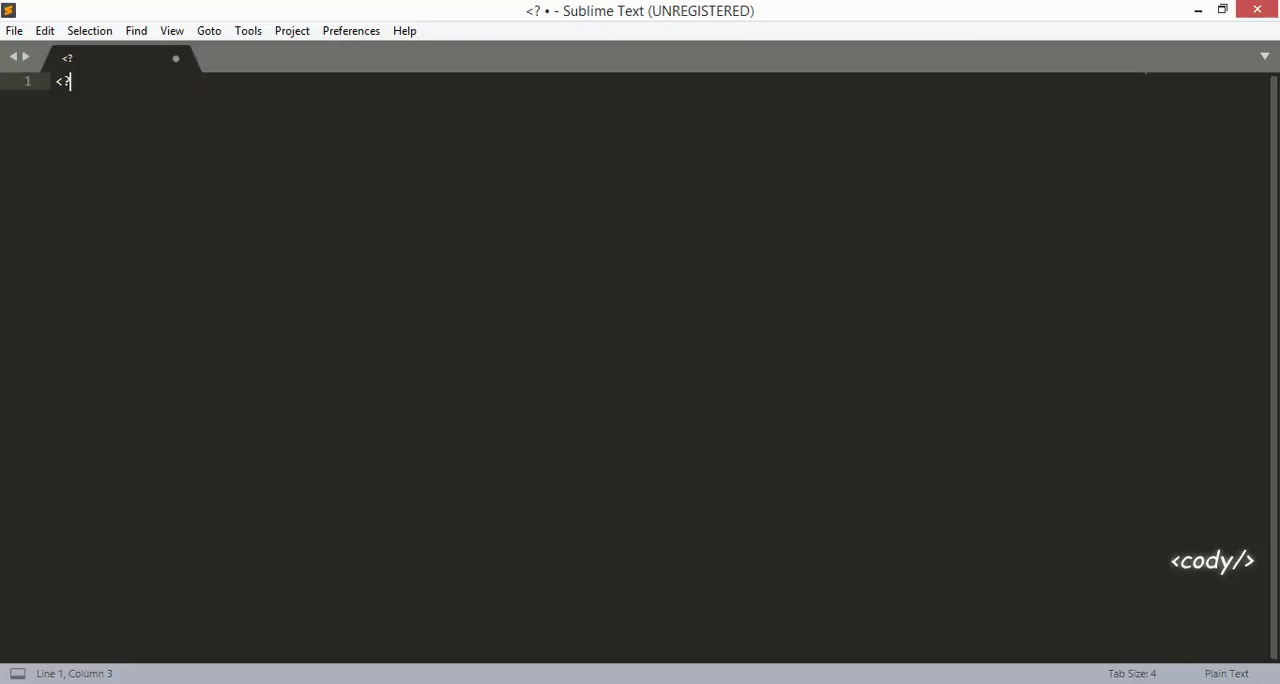 <? • - Sublime Text (UNREGISTERED)
File Edit Selection Find View Goto Tools Project Preferences Help
<?
1 <?
<cody/>
Line 1, Column 3 Tab Size: 4 Plain Text